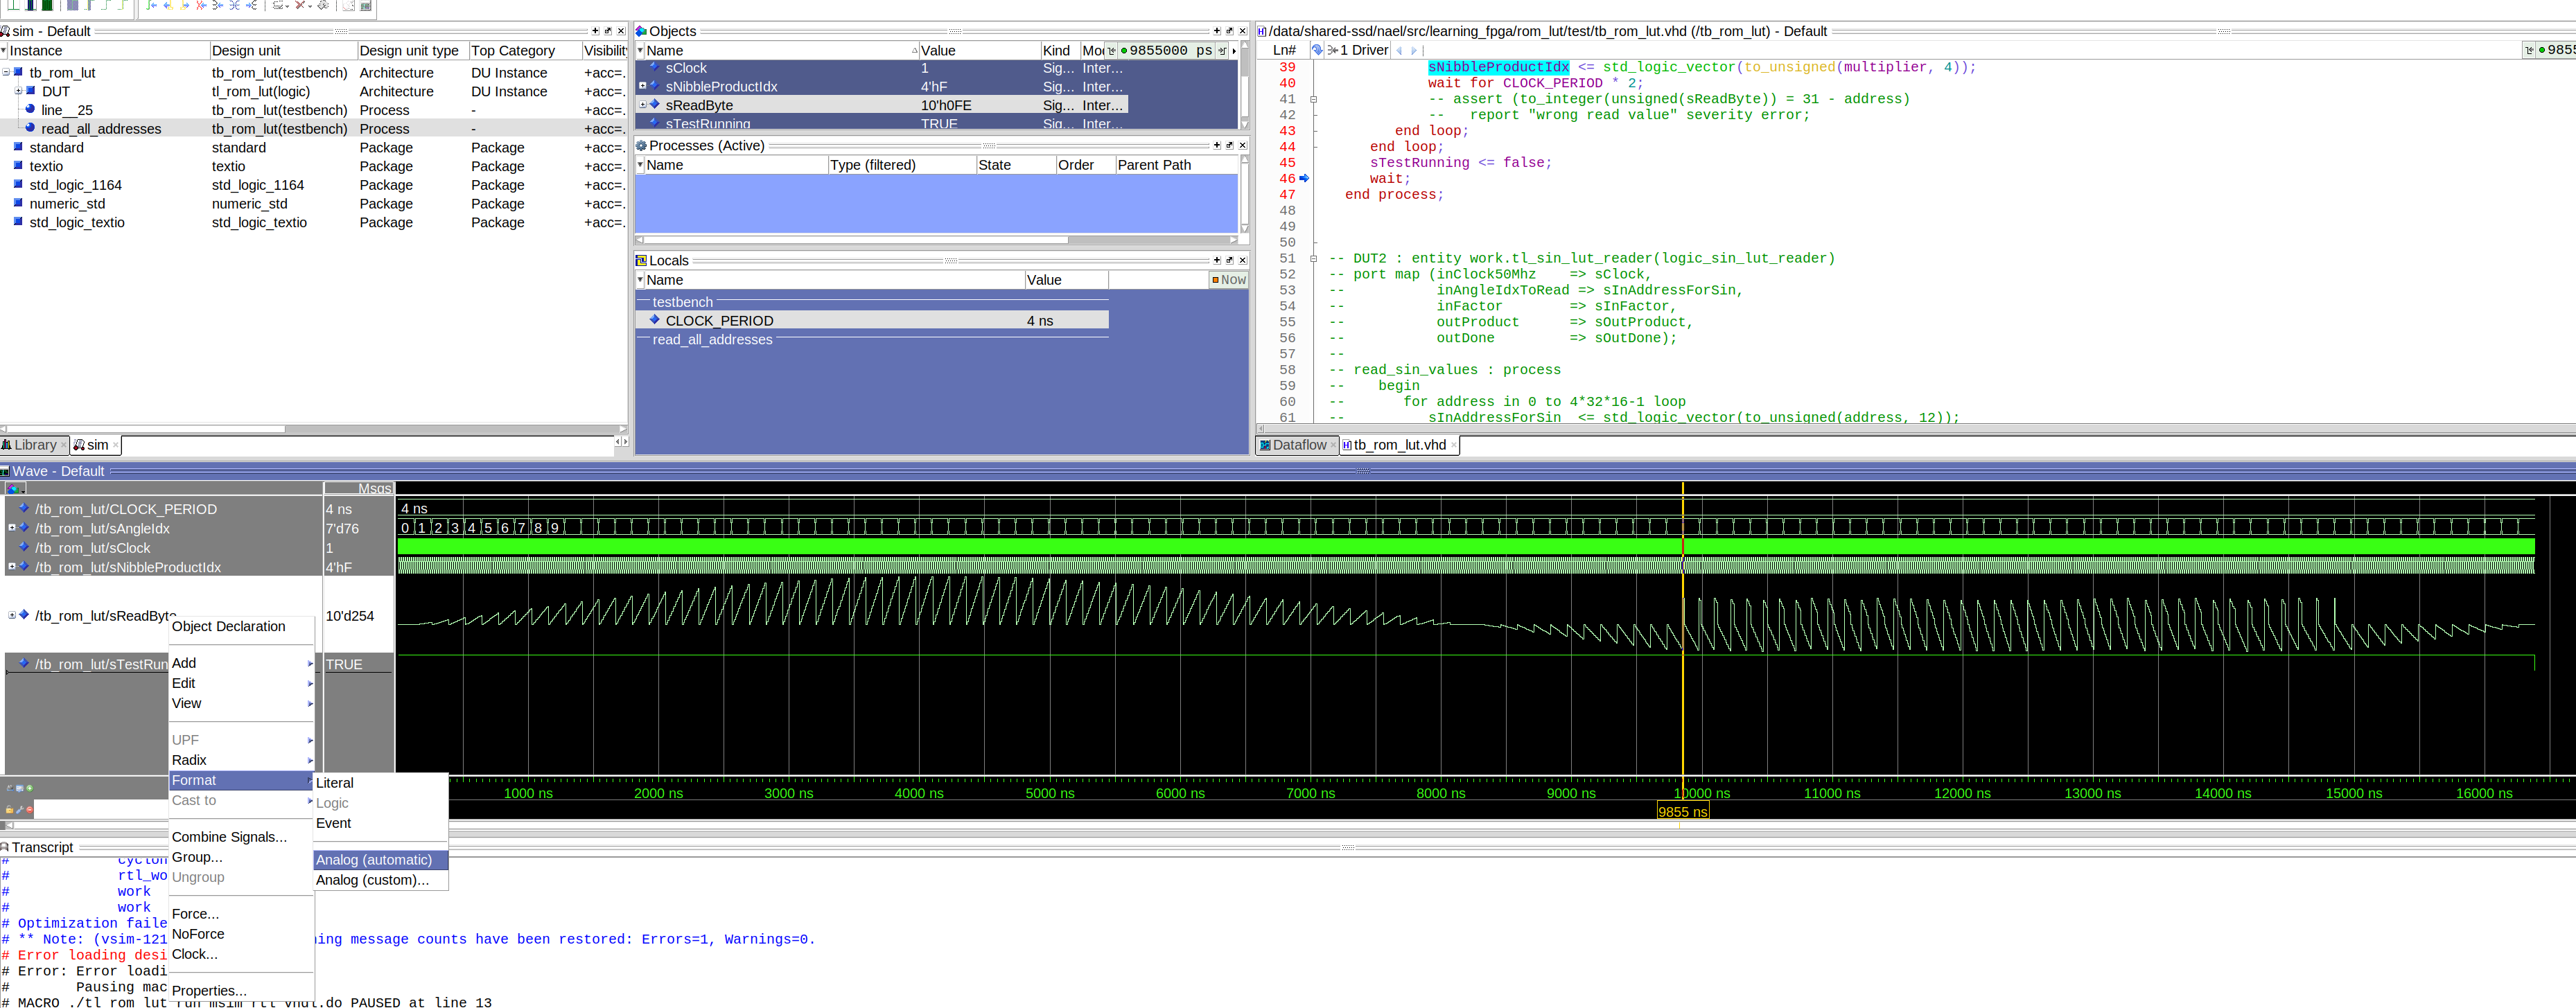 sim - Default
Instance Design unit Design unit type Top Category Visibility
tb_rom_lut tb_rom_lut(testbench) Architecture DU Instance +acc=.
DUT tl_rom_lut(logic) Architecture DU Instance +acc=.
line__25 tb_rom_lut(testbench) Process - +acc=.
read_all_addresses tb_rom_lut(testbench) Process - +acc=.
standard standard Package Package +acc=.
textio textio Package Package +acc=.
std_logic_1164 std_logic_1164 Package Package +acc=.
numeric_std numeric_std Package Package +acc=.
std_logic_textio std_logic_textio Package Package +acc=.
Library sim
Objects
Name Value Kind 9855000 ps
sClock 1 Sig... Inter...
sNibbleProductIdx 4'hF Sig... Inter...
sReadByte 10'h0FE Sig... Inter...
sTestRunning TRUE Sig... Inter...
Processes (Active)
Name Type (filtered) State Order Parent Path
Locals
Name Value Now
testbench
CLOCK_PERIOD 4 ns
read_all_addresses
/data/shared-ssd/nael/src/learning_fpga/rom_lut/test/tb_rom_lut.vhd (/tb_rom_lut) - Default
Ln# 1 Driver 9855
39 sNibbleProductIdx <= std_logic_vector(to_unsigned(multiplier, 4));
40 wait for CLOCK_PERIOD * 2;
41 -- assert (to_integer(unsigned(sReadByte)) = 31 - address)
42 -- report "wrong read value" severity error;
43 end loop;
44 end loop;
45 sTestRunning <= false;
46 wait;
47 end process;
48
49
50
51 -- DUT2 : entity work.tl_sin_lut_reader(logic_sin_lut_reader)
52 -- port map (inClock50Mhz => sClock,
53 -- inAngleIdxToRead => sInAddressForSin,
54 -- inFactor => sInFactor,
55 -- outProduct => sOutProduct,
56 -- outDone => sOutDone);
57 --
58 -- read_sin_values : process
59 -- begin
60 -- for address in 0 to 4*32*16-1 loop
61 -- sInAddressForSin <= std_logic_vector(to_unsigned(address, 12));
Dataflow tb_rom_lut.vhd
Wave - Default
Msgs
/tb_rom_lut/CLOCK_PERIOD 4 ns 4 ns
/tb_rom_lut/sAngleIdx 7'd76 0 1 2 3 4 5 6 7 8 9
/tb_rom_lut/sClock 1
/tb_rom_lut/sNibbleProductIdx 4'hF
/tb_rom_lut/sReadByte 10'd254
/tb_rom_lut/sTestRun TRUE
Object Declaration
Add
Edit
View
UPF
Radix
Format
Cast to
Combine Signals...
Group...
Ungroup
Force...
NoForce
Clock...
Properties...
Literal
Logic
Event
Analog (automatic)
Analog (custom)...
1000 ns 2000 ns 3000 ns 4000 ns 5000 ns 6000 ns 7000 ns 8000 ns 9000 ns 10000 ns 11000 ns 12000 ns 13000 ns 14000 ns 15000 ns 16000 ns
9855 ns
Transcript
# cyclon
# rtl_wo
# work
# work
# Optimization faile
# ** Note: (vsim-121 ning message counts have been restored: Errors=1, Warnings=0.
# Error loading desi
# Error: Error loadi
# Pausing mac
# MACRO ./tl_rom_lut_run_msim_rtl_vhdl.do PAUSED at line 13